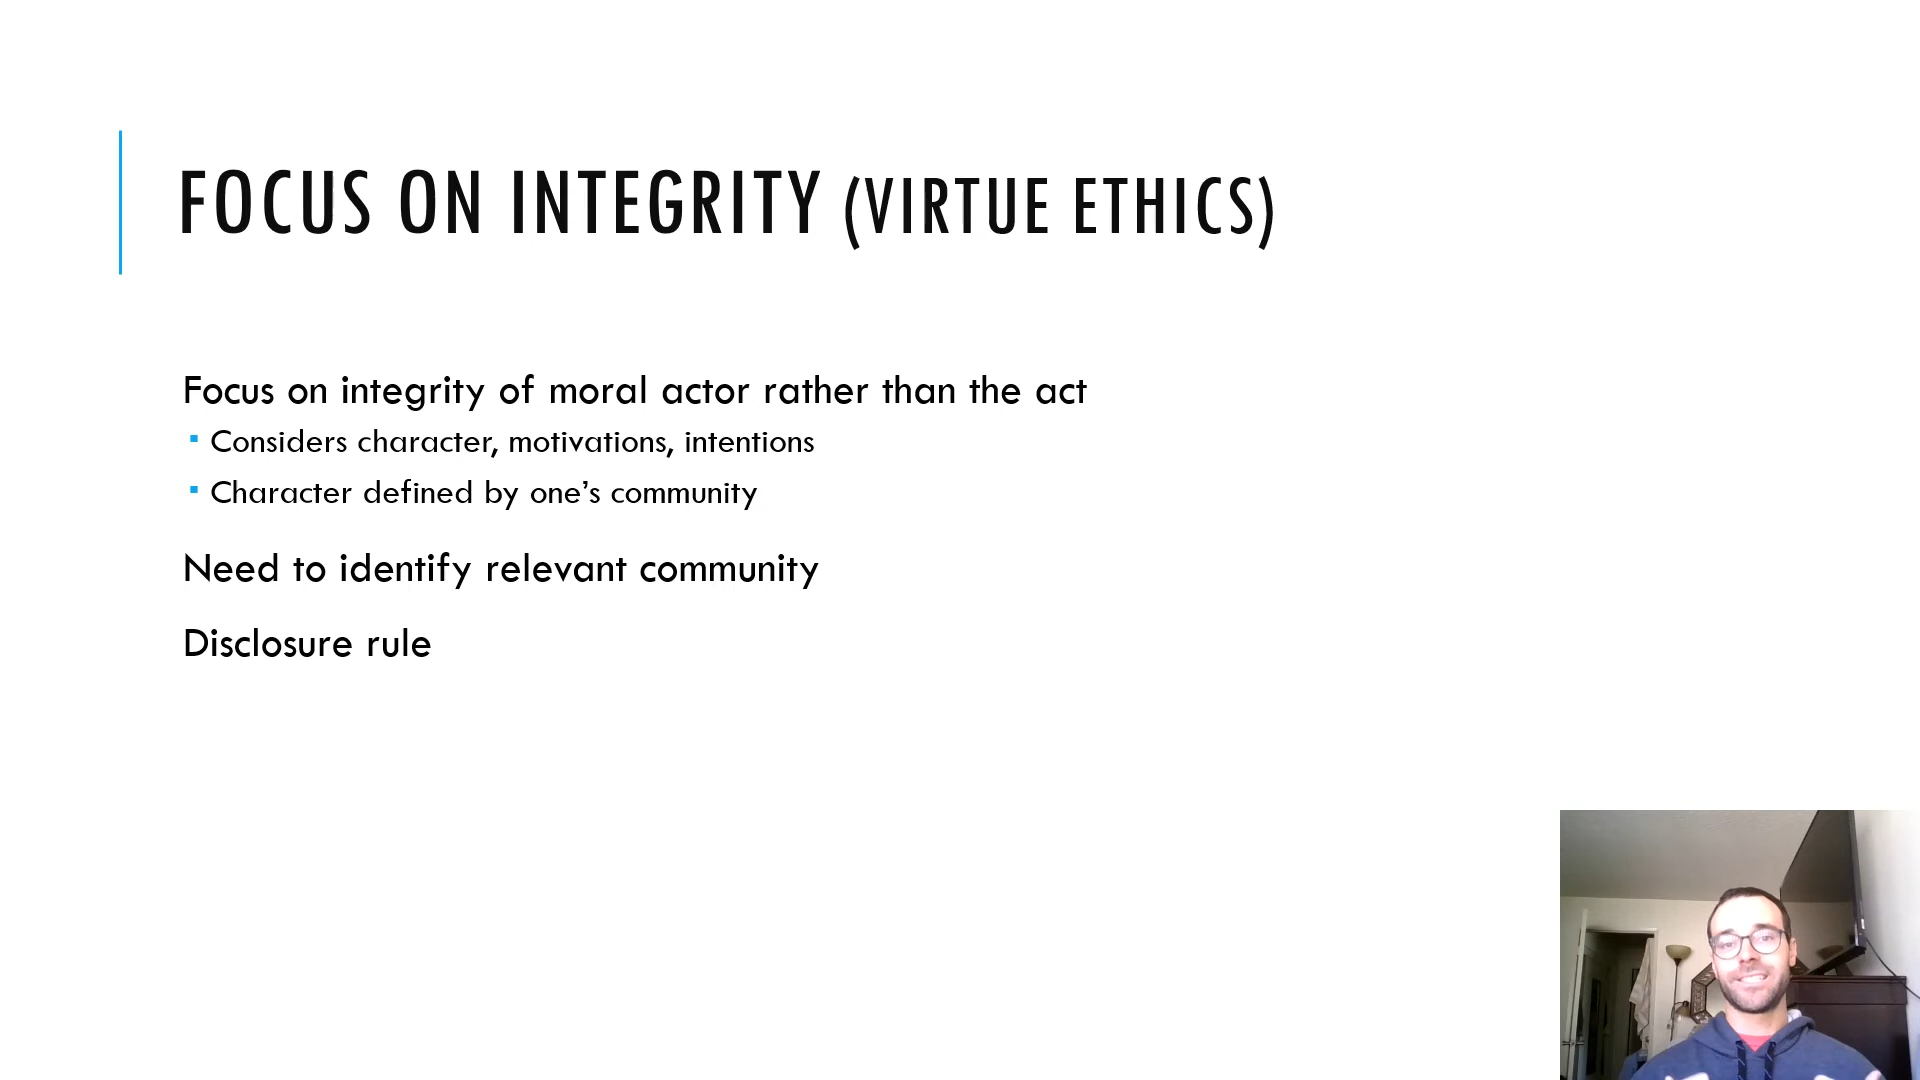 FOCUS ON INTEGRITY (VIRTUE ETHICS)
Focus on integrity of moral actor rather than the act
▪ Considers character, motivations, intentions
▪ Character defined by one’s community
Need to identify relevant community
Disclosure rule